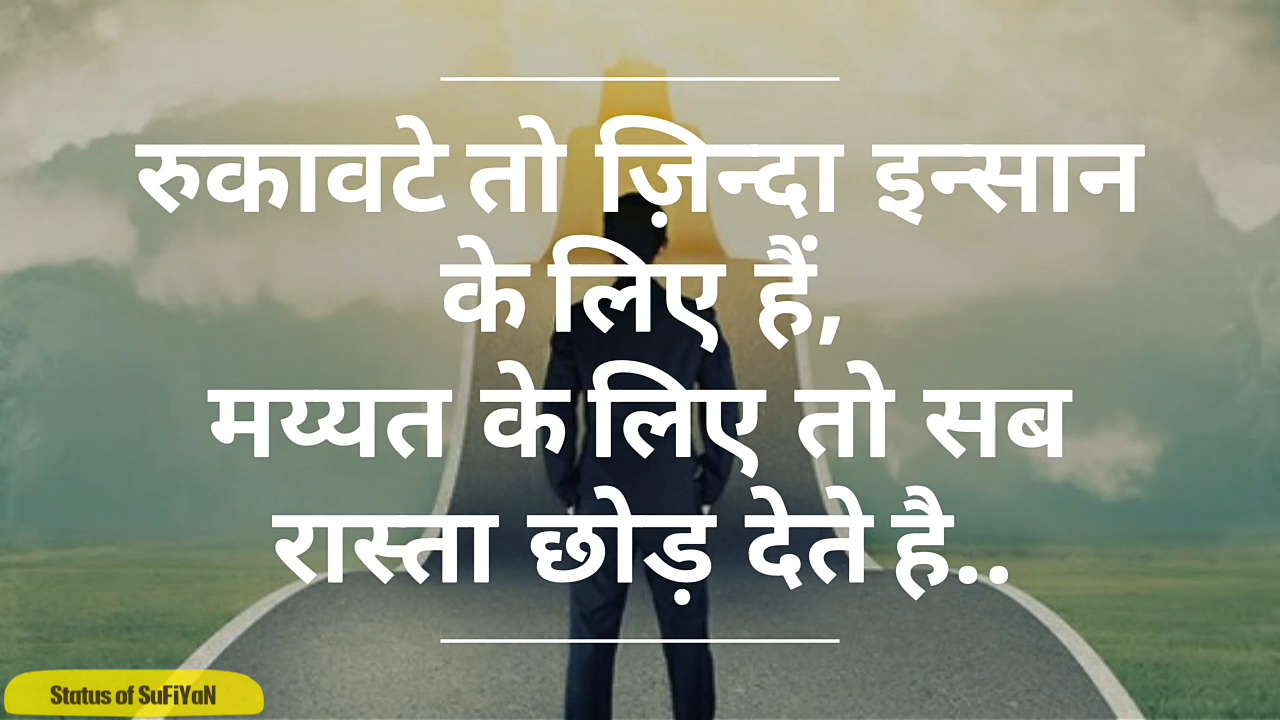 रुकावटे तो ज़िन्दा इन्सान
के लिए हैं,
मय्यत के लिए तो सब
रास्ता छोड़ देते है..
Status of SuFiYaN